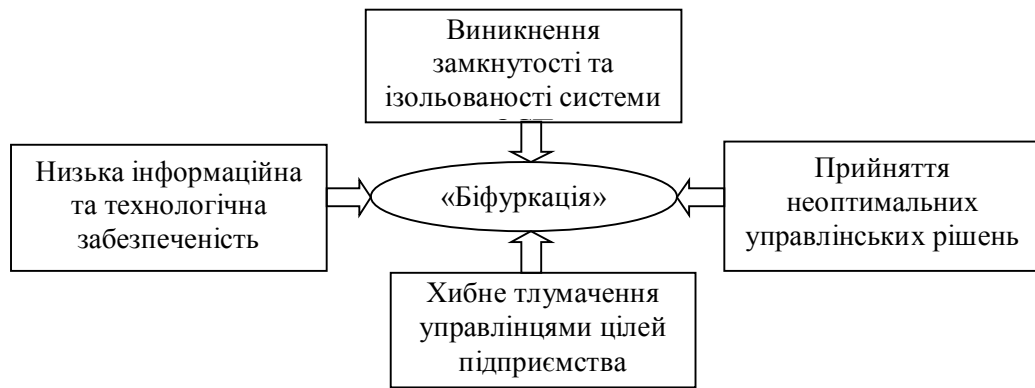 Виникнення
замкнутості та
ізольованості системи
Низька інформаційна
та технологічна
забезпеченість
«Біфуркація»
Прийняття
неоптимальних
управлінських рішень
Хибне тлумачення
управлінцями цілей
підприємства